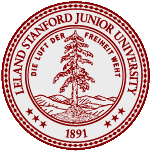 LELAND STANFORD JUNIOR UNIVERSITY
DIE LUFT DER FREIHEIT WEHT
1891